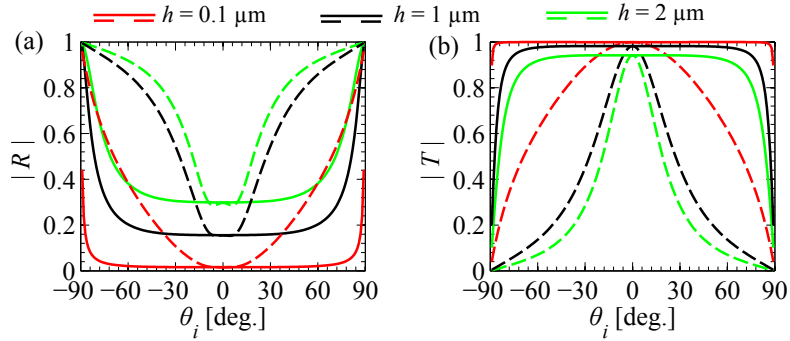 h = 0.1 µm h = 1 µm h = 2 µm
(a) (b)
1 1
0.8 0.8
0.6 0.6
0.4 0.4
0.2 0.2
0 0
| R | | T |
−90 −60 −30 0 30 60 90 −90 −60 −30 0 30 60 90
θi [deg.] θi [deg.]